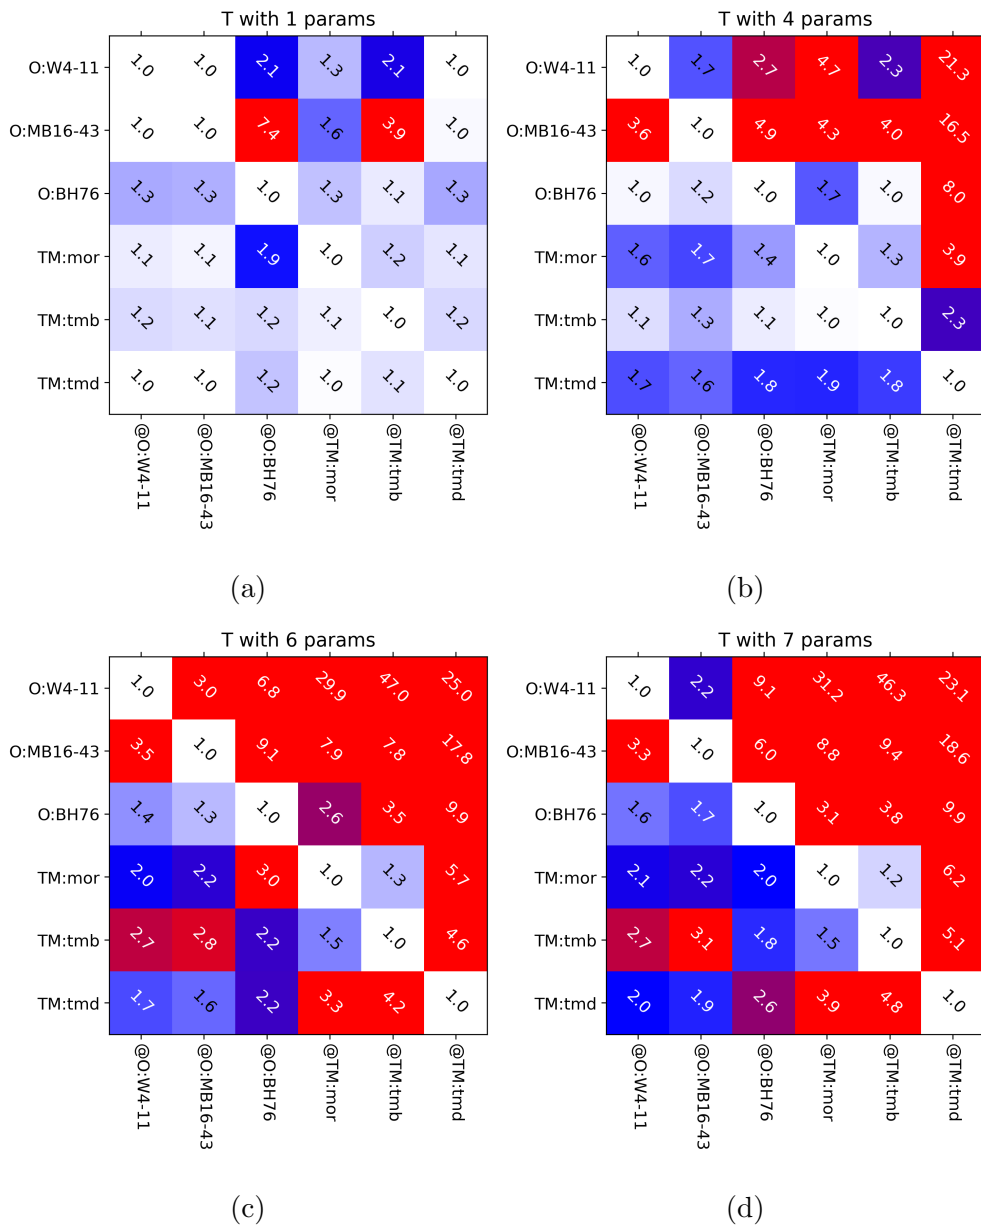 T with 1 params
O:W4-11 1.0 1.0 2.1 1.3 2.1 1.0
O:MB16-43 1.0 1.0 7.4 1.6 3.9 1.0
O:BH76 1.3 1.3 1.0 1.3 1.1 1.3
TM:mor 1.1 1.1 1.9 1.0 1.2 1.1
TM:tmb 1.2 1.1 1.2 1.1 1.0 1.2
TM:tmd 1.0 1.0 1.2 1.0 1.1 1.0
@O:W4-11 @O:MB16-43 @O:BH76 @TM:mor @TM:tmb @TM:tmd
(a)
T with 4 params
O:W4-11 1.0 1.7 2.7 4.7 2.3 21.3
O:MB16-43 3.6 1.0 4.9 4.3 4.0 16.5
O:BH76 1.0 1.2 1.0 1.7 1.0 8.0
TM:mor 1.6 1.7 1.4 1.0 1.3 3.9
TM:tmb 1.1 1.3 1.1 1.0 1.0 2.3
TM:tmd 1.7 1.6 1.8 1.9 1.8 1.0
@O:W4-11 @O:MB16-43 @O:BH76 @TM:mor @TM:tmb @TM:tmd
(b)
T with 6 params
O:W4-11 1.0 3.0 6.8 29.9 47.0 25.0
O:MB16-43 3.5 1.0 9.1 7.9 7.8 17.8
O:BH76 1.4 1.3 1.0 2.6 3.5 9.9
TM:mor 2.0 2.2 3.0 1.0 1.3 5.7
TM:tmb 2.7 2.8 2.2 1.5 1.0 4.6
TM:tmd 1.7 1.6 2.2 3.3 4.2 1.0
@O:W4-11 @O:MB16-43 @O:BH76 @TM:mor @TM:tmb @TM:tmd
(c)
T with 7 params
O:W4-11 1.0 2.2 9.1 31.2 46.3 23.1
O:MB16-43 3.3 1.0 6.0 8.8 9.4 18.6
O:BH76 1.6 1.7 1.0 3.1 3.8 9.9
TM:mor 2.1 2.2 2.0 1.0 1.2 6.2
TM:tmb 2.7 3.1 1.8 1.5 1.0 5.1
TM:tmd 2.0 1.9 2.6 3.9 4.8 1.0
@O:W4-11 @O:MB16-43 @O:BH76 @TM:mor @TM:tmb @TM:tmd
(d)